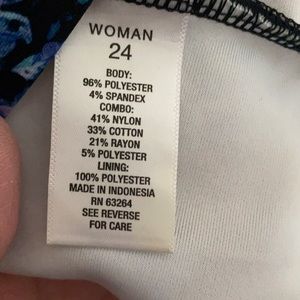 WOMAN
24
BODY:
96% POLYESTER
4% SPANDEX
COMBO:
41% NYLON
33% COTTON
21% RAYON
5% POLYESTER
LINING:
100% POLYESTER
MADE IN INDONESIA
RN 63264
SEE REVERSE
FOR CARE